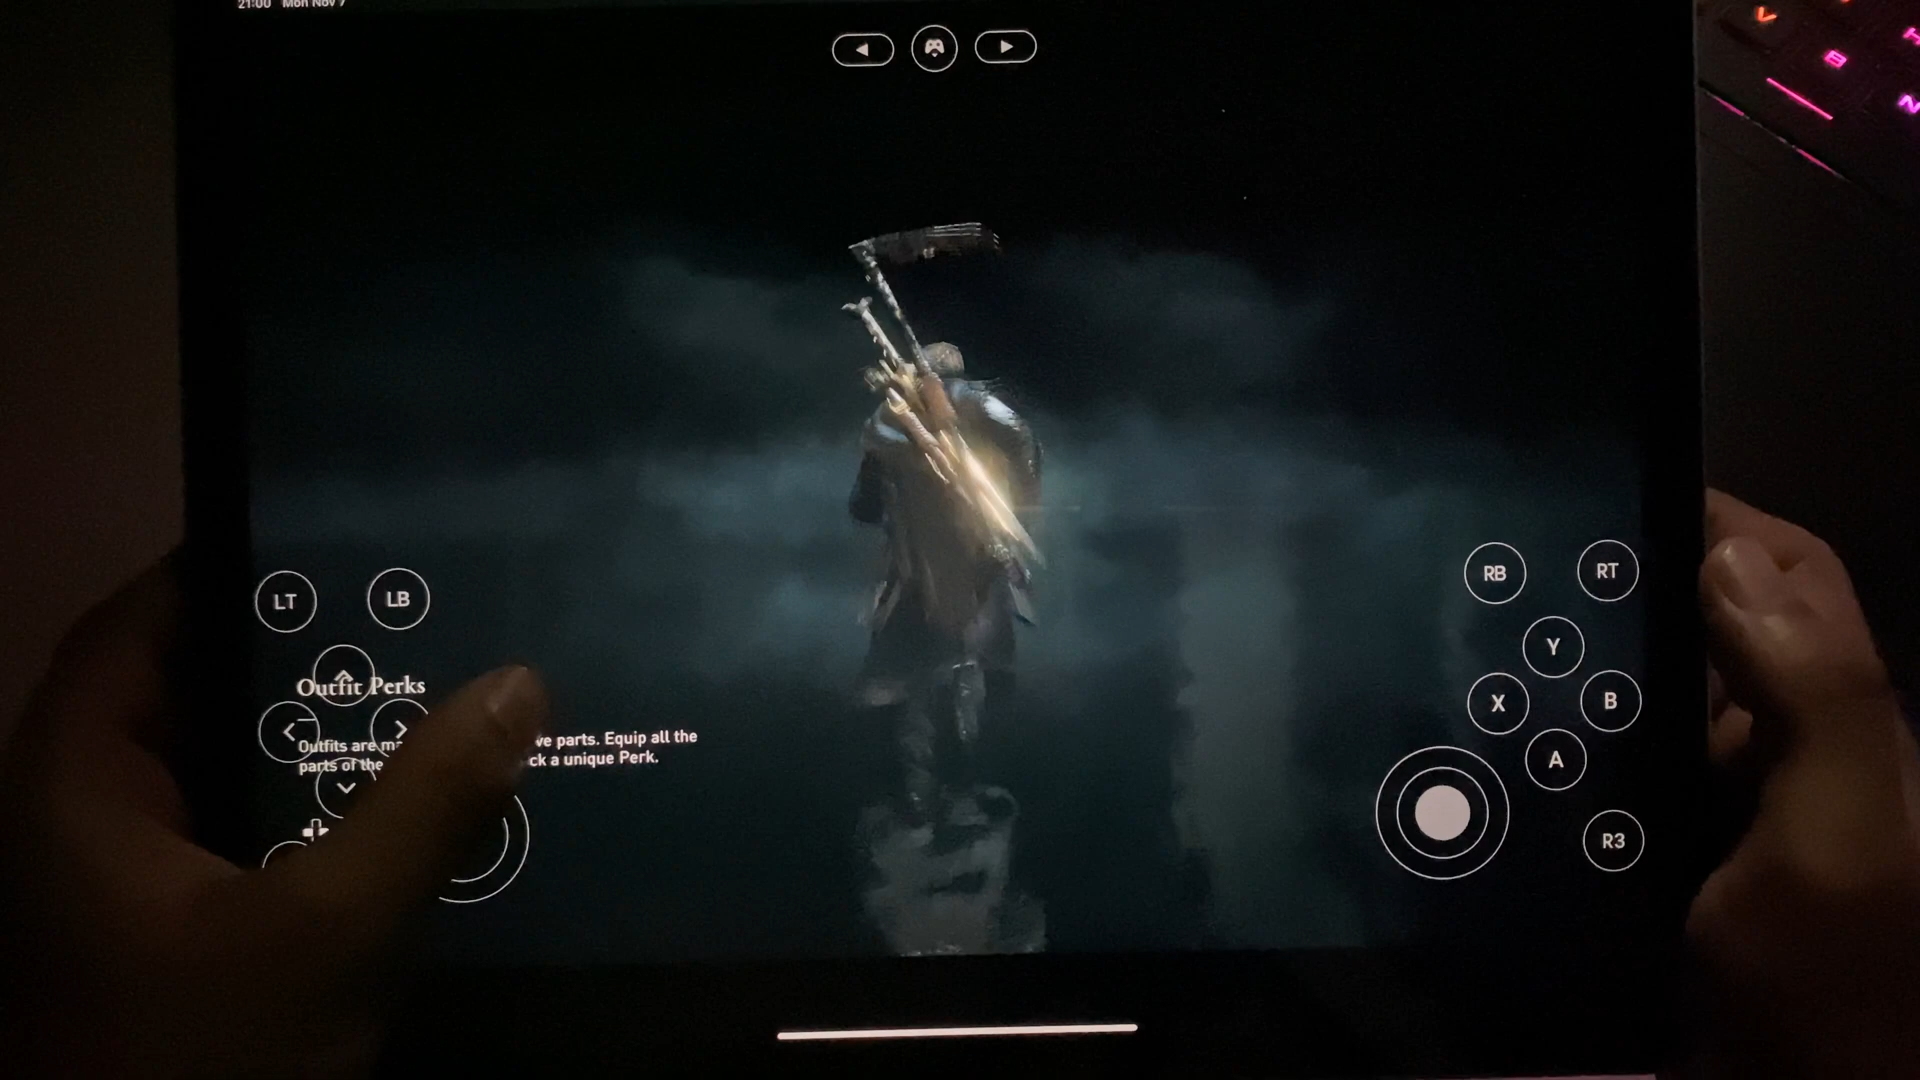 21:00 Mon Nov 7
V
B
H
N
LT LB
RB RT
Y
X B
A
R3
Outfit Perks
Outfits are ve parts. Equip all the
parts of the ck a unique Perk.